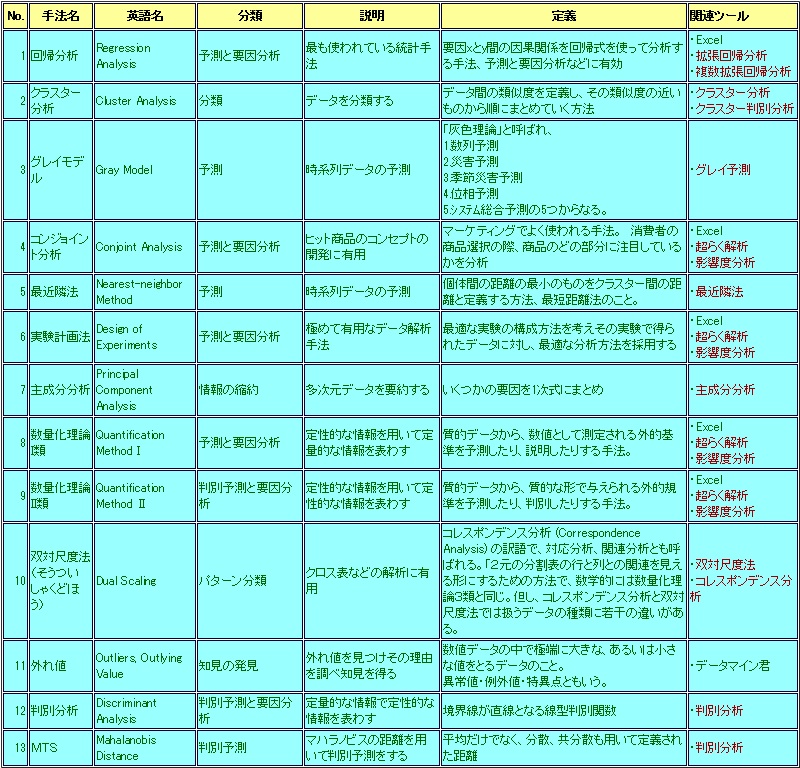 No. 手法名 英語名 分類 説明 定義 関連ツール
1 回帰分析 Regression Analysis 予測と要因分析 最も使われている統計手法 要因xとy間の因果関係を回帰式を使って分析する手法、予測と要因分析などに有効 ・Excel ・拡張回帰分析 ・複数拡張回帰分析
2 クラスター分析 Cluster Analysis 分類 データを分類する データ間の類似度を定義し、その類似度の近いものから順にまとめていく方法 ・クラスター分析 ・クラスター判別分析
3 グレイモデル Gray Model 予測 時系列データの予測 「灰色理論」と呼ばれ、
1数列予測
2災害予測
3季節災害予測
4位相予測
5システム総合予測の5つからなる。 ・グレイ予測
4 コンジョイント分析 Conjoint Analysis 予測と要因分析 ヒット商品のコンセプトの開発に有用 マーケティングでよく使われる手法。 消費者の商品選択の際、商品のどの部分に注目しているかを分析 ・Excel ・超らく解析 ・影響度分析
5 最近隣法 Nearest-neighbor Method 予測 時系列データの予測 個体間の距離の最小のものをクラスター間の距離と定義する方法、最短距離法のこと。 ・最近隣法
6 実験計画法 Design of Experiments 予測と要因分析 極めて有用なデータ解析手法 最適な実験の構成方法を考えその実験で得られたデータに対し、最適な分析方法を採用する ・Excel ・超らく解析 ・影響度分析
7 主成分分析 Principal Component Analysis 情報の縮約 多次元データを要約する いくつかの要因を1次式にまとめ ・主成分分析
8 数量化理論Ⅰ類 Quantification Method Ⅰ 予測と要因分析 定性的な情報を用いて定量的な情報を表わす 質的データから、数値として測定される外的基準を予測したり、説明したりする手法。 ・Excel ・超らく解析 ・影響度分析
9 数量化理論Ⅱ類 Quantification Method Ⅱ 判別予測と要因分析 定性的な情報を用いて定性的な情報を表わす 質的データから、質的な形で与えられる外的規準を予測したり、判別したりする手法。 ・Excel ・超らく解析 ・影響度分析
10 双対尺度法(そうついしゃくどほう) Dual Scaling パターン分類 クロス表などの解析に有用 コレスポンデンス分析 (Correspondence Analysis) の訳語で、対応分析、関連分析とも呼ばれる。「2元の分割表の行と列との関連を見える形にするための方法で、数学的には数量化理論3類と同じ。但し、コレスポンデンス分析と双対尺度法では扱うデータの種類に若干の違いがある。 ・双対尺度法 ・コレスポンデンス分析
11 外れ値 Outliers, Outlying Value 知見の発見 外れ値を見つけその理由を調べ知見を得る 数値データの中で極端に大きな、あるいは小さな値をとるデータのこと。
異常値・例外値・特異点ともいう。 ・データマイン君
12 判別分析 Discriminant Analysis 判別予測と要因分析 定量的な情報で定性的な情報を表わす 境界線が直線となる線型判別関数 ・判別分析
13 MTS Mahalanobis Distance 判別予測 マハラノビスの距離を用いて判別予測をする 平均だけでなく、分散、共分散も用いて定義された距離 ・判別分析